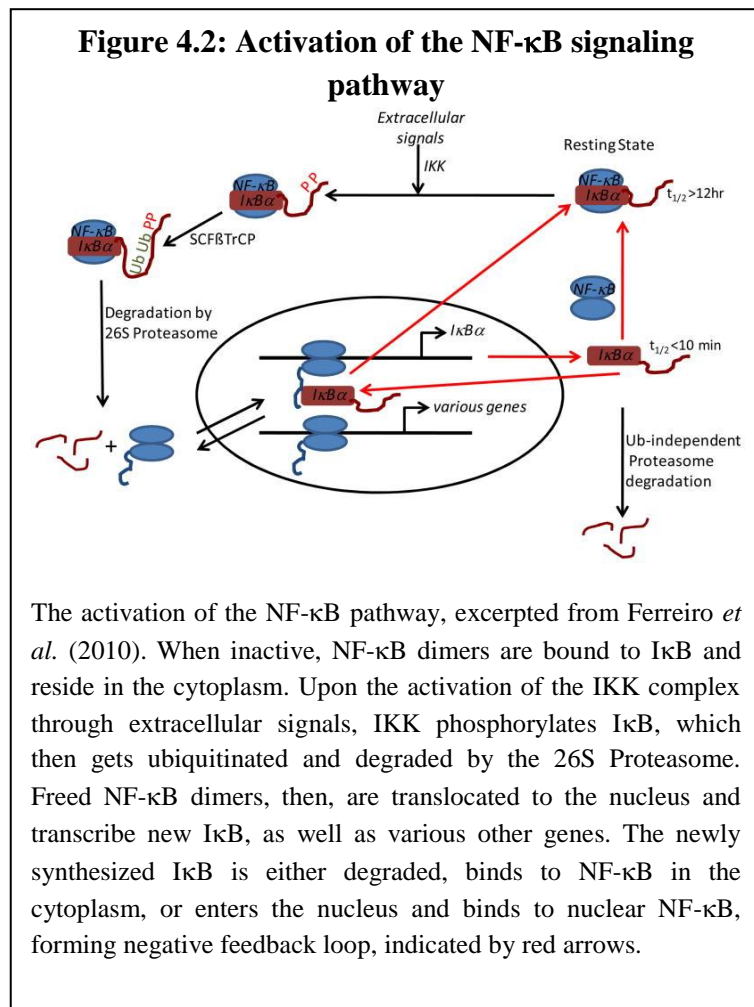 Figure 4.2: Activation of the NF-κB signaling
pathway
Extracellular
signals
IKK
Resting State
NF-κB
IκBα
P P
NF-κB
IκBα
t1/2>12hr
NF-κB
IκBα
Ub Ub PP
SCFßTrCP
Degradation by
26S Proteasome
NF-κB
IκBα
IκBα
t1/2<10 min
IκBα
various genes
+
Ub-independent
Proteasome
degradation
The activation of the NF-κB pathway, excerpted from Ferreiro et
al. (2010). When inactive, NF-κB dimers are bound to IκB and
reside in the cytoplasm. Upon the activation of the IKK complex
through extracellular signals, IKK phosphorylates IκB, which
then gets ubiquitinated and degraded by the 26S Proteasome.
Freed NF-κB dimers, then, are translocated to the nucleus and
transcribe new IκB, as well as various other genes. The newly
synthesized IκB is either degraded, binds to NF-κB in the
cytoplasm, or enters the nucleus and binds to nuclear NF-κB,
forming negative feedback loop, indicated by red arrows.